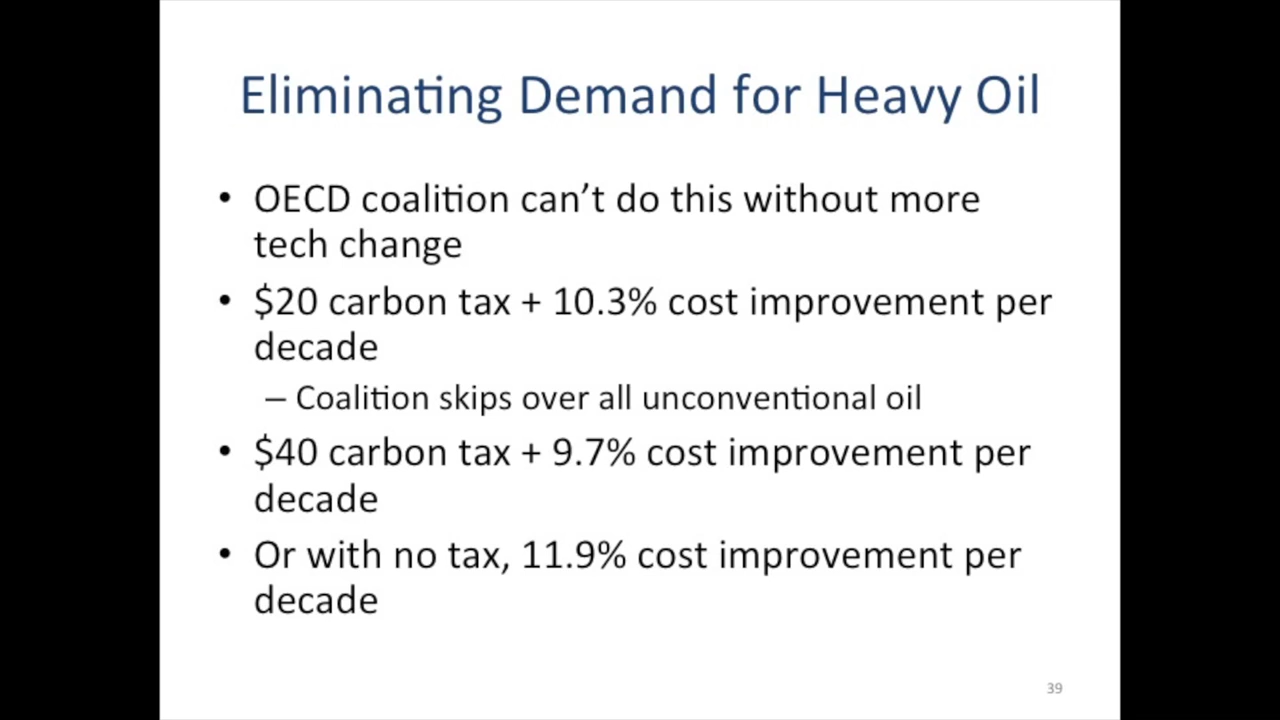 Eliminating Demand for Heavy Oil
• OECD coalition can’t do this without more
tech change
• $20 carbon tax + 10.3% cost improvement per
decade
– Coalition skips over all unconventional oil
• $40 carbon tax + 9.7% cost improvement per
decade
• Or with no tax, 11.9% cost improvement per
decade
39